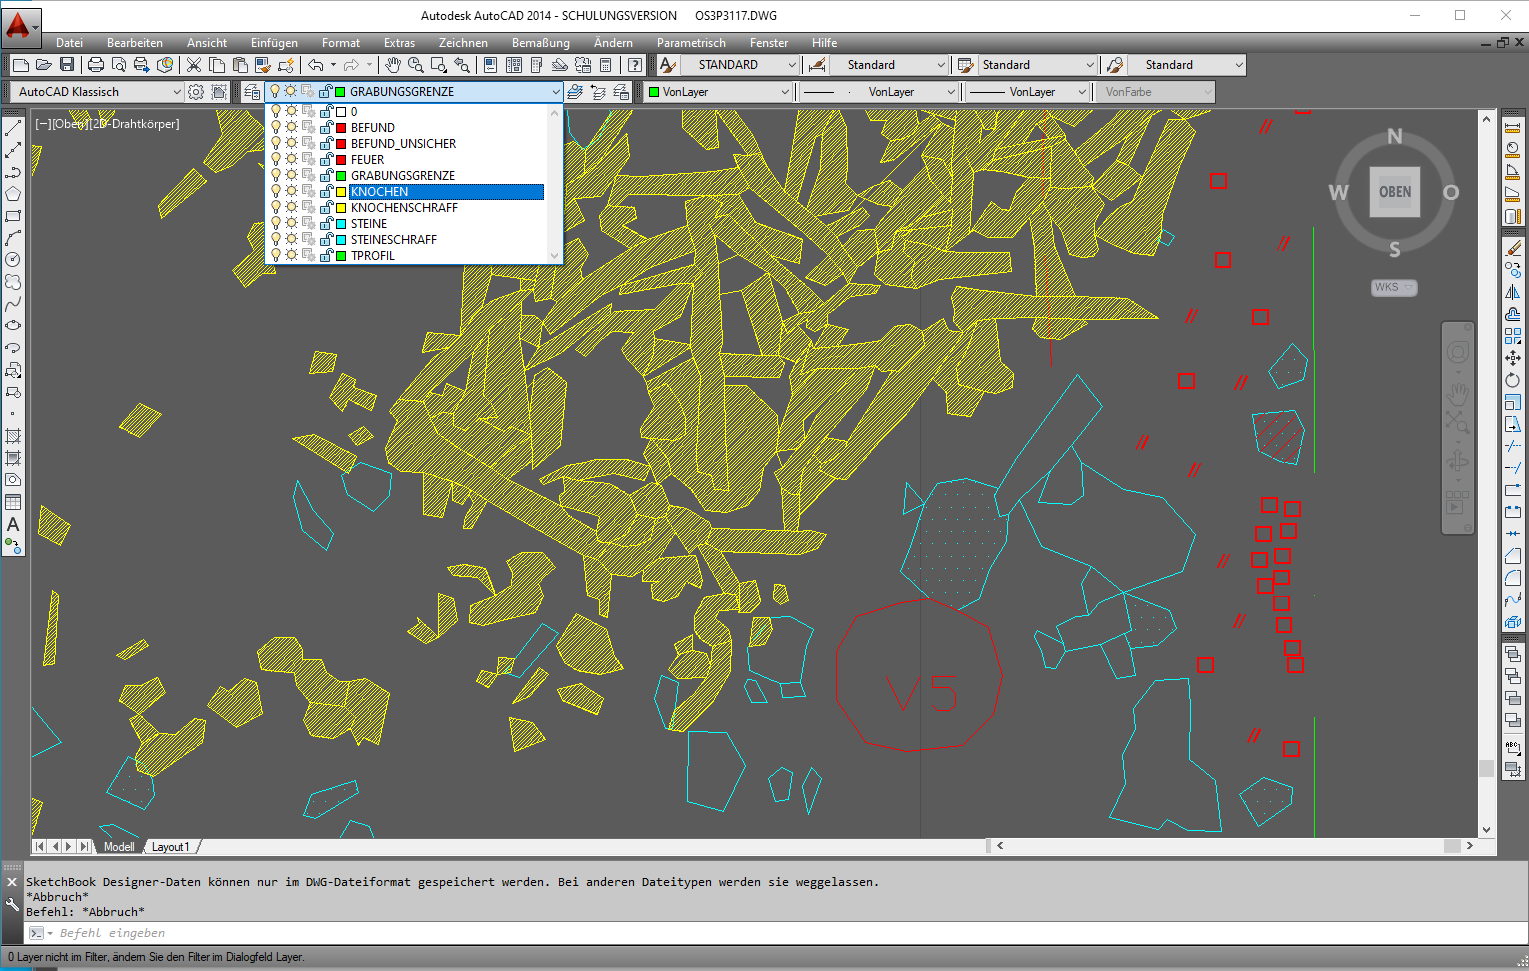 Autodesk AutoCAD 2014 - SCHULUNGSVERSION OS3P3117.DWG
Datei Bearbeiten Ansicht Einfügen Format Extras Zeichnen Bemaßung Ändern Parametrisch Fenster Hilfe
STANDARD Standard Standard Standard
AutoCAD Klassisch GRABUNGSGRENZE VonLayer VonLayer VonLayer VonFarbe
[−][Oben][2D-Drahtkörper]
0
BEFUND
BEFUND_UNSICHER
FEUER
GRABUNGSGRENZE
KNOCHEN
KNOCHENSCHRAFF
STEINE
STEINESCHRAFF
TPROFIL
N
W OBEN O
S
WKS
V5
A
ABC
Modell Layout1
SketchBook Designer-Daten können nur im DWG-Dateiformat gespeichert werden. Bei anderen Dateitypen werden sie weggelassen.
*Abbruch*
Befehl: *Abbruch*
Befehl eingeben
0 Layer nicht im Filter, ändern Sie den Filter im Dialogfeld Layer.